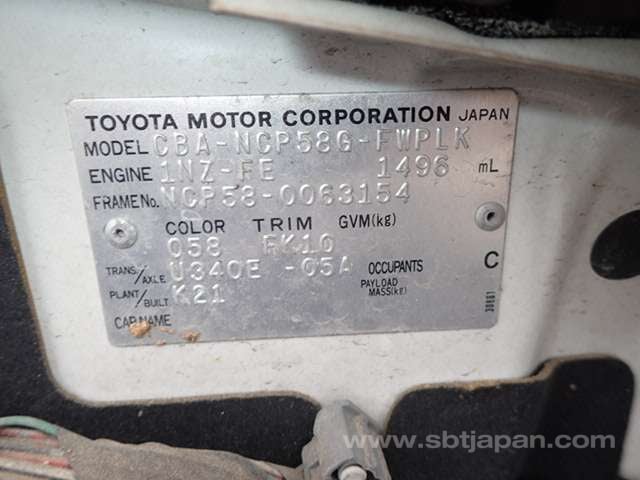 TOYOTA MOTOR CORPORATION JAPAN
MODEL CBA-NCP58G-FWPLK
ENGINE 1NZ-FE 1496 mL
FRAME No. NCP58-0063154
COLOR TRIM GVM(kg)
058 FK10
TRANS./AXLE U340E -05A OCCUPANTS C
PLANT/BUILT K21 PAYLOAD MASS(kg)
CAR NAME
www.sbtjapan.com